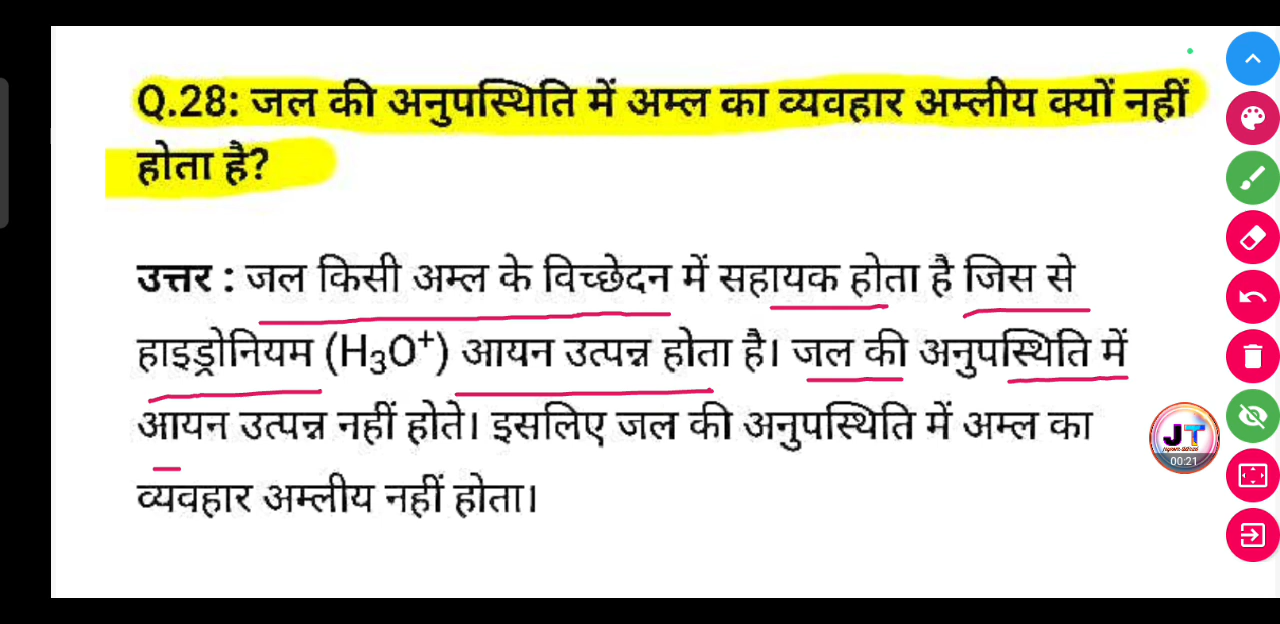 Q.28: जल की अनुपस्थिति में अम्ल का व्यवहार अम्लीय क्यों नहीं
होता है?
उत्तर : जल किसी अम्ल के विच्छेदन में सहायक होता है जिस से
हाइड्रोनियम (H₃O⁺) आयन उत्पन्न होता है। जल की अनुपस्थिति में
आयन उत्पन्न नहीं होते। इसलिए जल की अनुपस्थिति में अम्ल का
व्यवहार अम्लीय नहीं होता।
JT
00:21